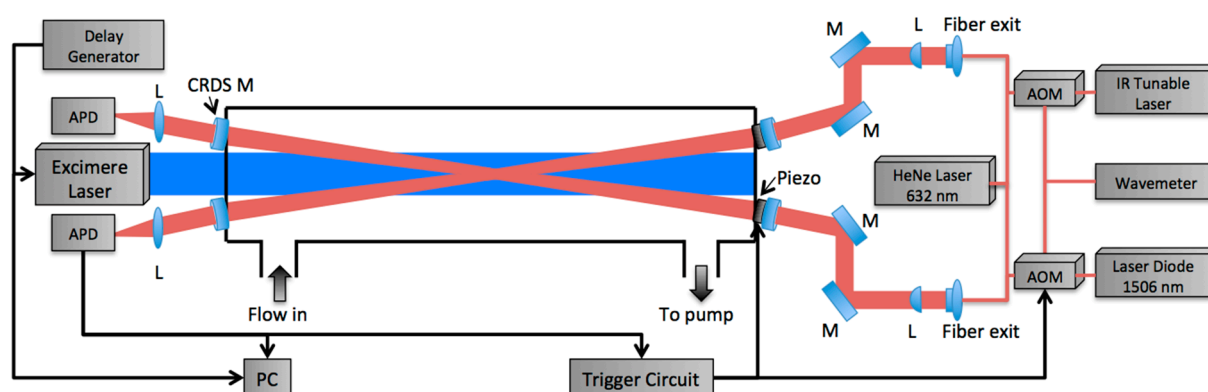 Delay
Generator
L
CRDS M
APD
Excimere
Laser
APD
L
Flow in
To pump
Piezo
M
L
Fiber exit
M
AOM
IR Tunable
Laser
HeNe Laser
632 nm
Wavemeter
M
M
L
Fiber exit
AOM
Laser Diode
1506 nm
PC
Trigger Circuit